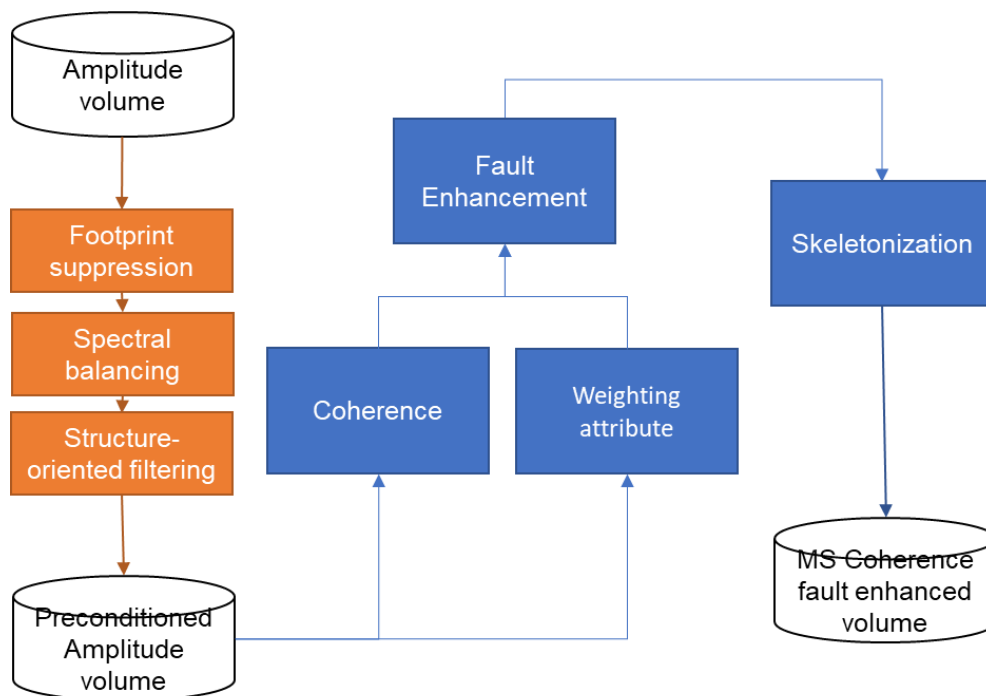 Amplitude
volume
Footprint
suppression
Spectral
balancing
Structure-
oriented filtering
Preconditioned
Amplitude
volume
Coherence
Weighting
attribute
Fault
Enhancement
Skeletonization
MS Coherence
fault enhanced
volume